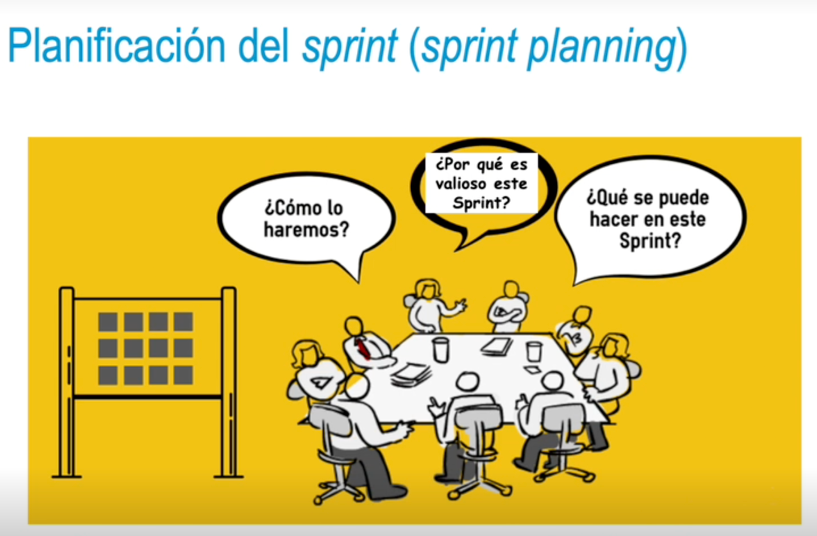 Planificación del sprint (sprint planning)
¿Cómo lo
haremos?
¿Por qué es
valioso este
Sprint?
¿Qué se puede
hacer en este
Sprint?